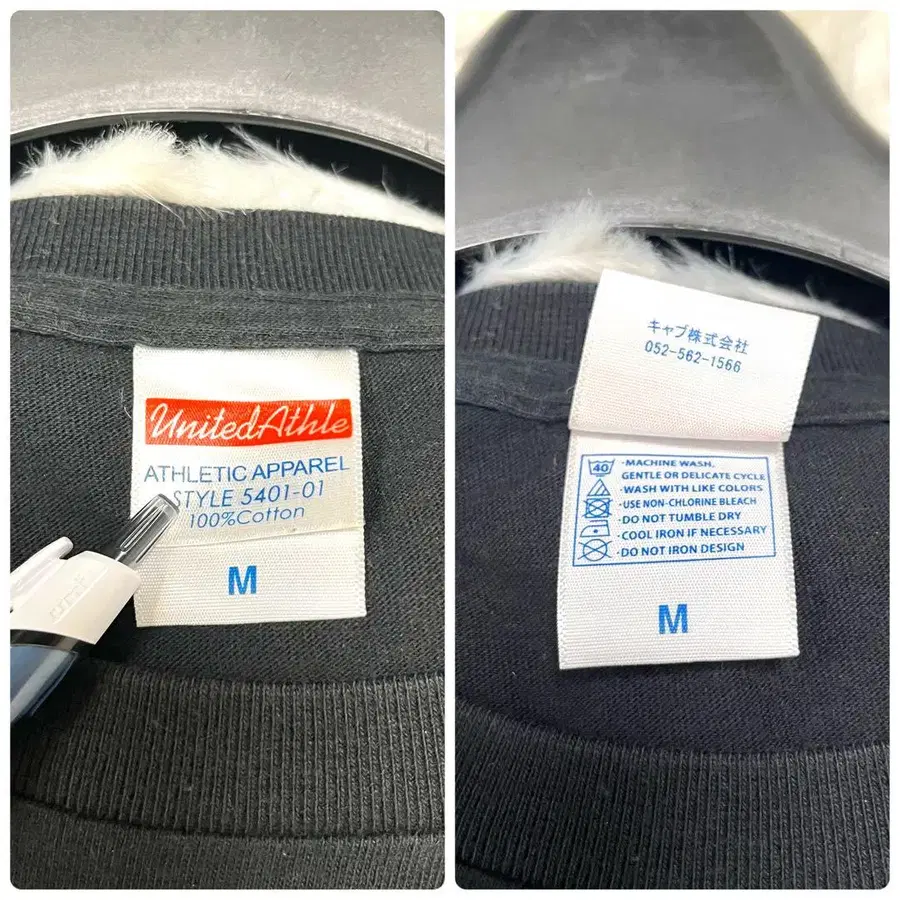 UnitedAthle
ATHLETIC APPAREL
STYLE 5401-01
100%Cotton
M
キャブ株式会社
052-562-1566
40
·MACHINE WASH,
GENTLE OR DELICATE CYCLE
·WASH WITH LIKE COLORS
·USE NON-CHLORINE BLEACH
·DO NOT TUMBLE DRY
·COOL IRON IF NECESSARY
·DO NOT IRON DESIGN
M